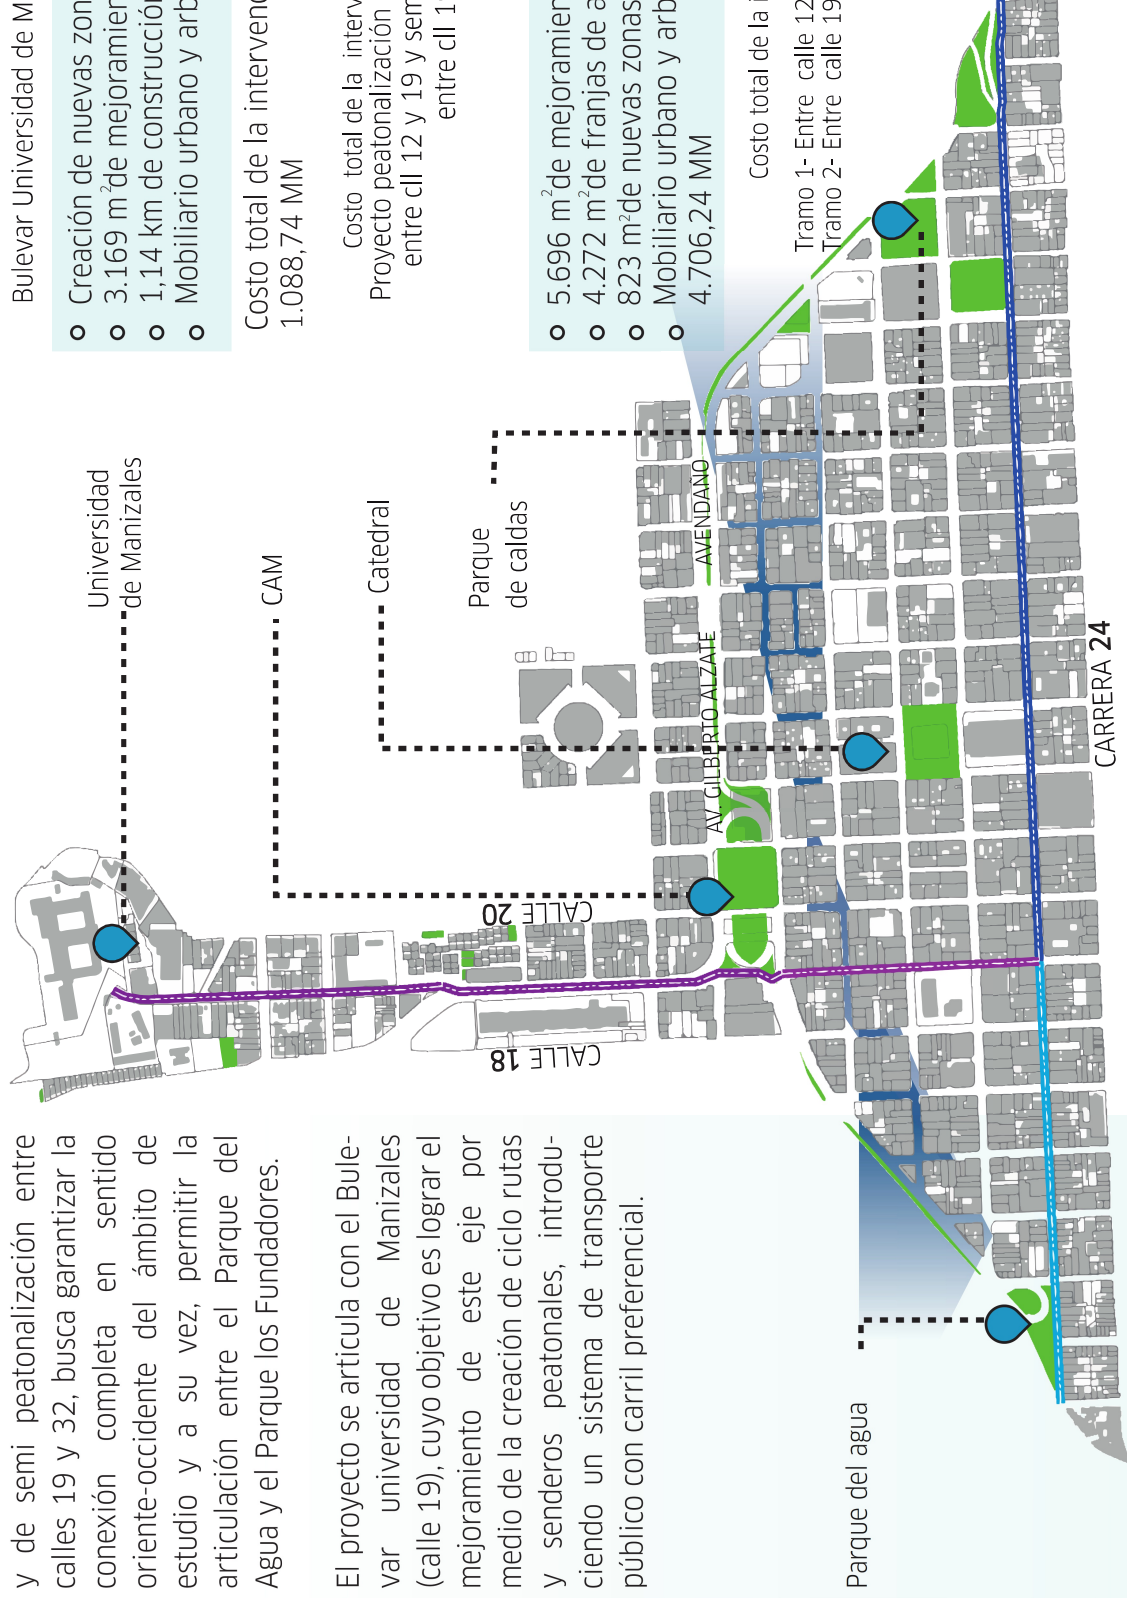 y de semi peatonalización entre
calles 19 y 32, busca garantizar la
conexión completa en sentido
oriente-occidente del ámbito de
estudio y a su vez, permitir la
articulación entre el Parque del
Agua y el Parque los Fundadores.
El proyecto se articula con el Bule-
var universidad de Manizales
(calle 19), cuyo objetivo es lograr el
mejoramiento de este eje por
medio de la creación de ciclo rutas
y senderos peatonales, introdu-
ciendo un sistema de transporte
público con carril preferencial.
Parque del agua
Universidad
de Manizales
CAM
Catedral
Parque
de caldas
CALLE 18
CALLE 20
AV. GILBERTO ALZATE
AVENDAÑO
CARRERA 24
Bulevar Universidad de M
Creación de nuevas zon
3.169 m² de mejoramien
1,14 km de construcción
Mobiliario urbano y arb
Costo total de la intervenc
1.088,74 MM
Costo total de la interv
Proyecto peatonalización
entre cll 12 y 19 y sem
entre cll 1
5.696 m² de mejoramien
4.272 m² de franjas de a
823 m² de nuevas zonas
Mobiliario urbano y arb
4.706,24 MM
Costo total de la i
Tramo 1- Entre calle 12
Tramo 2- Entre calle 19